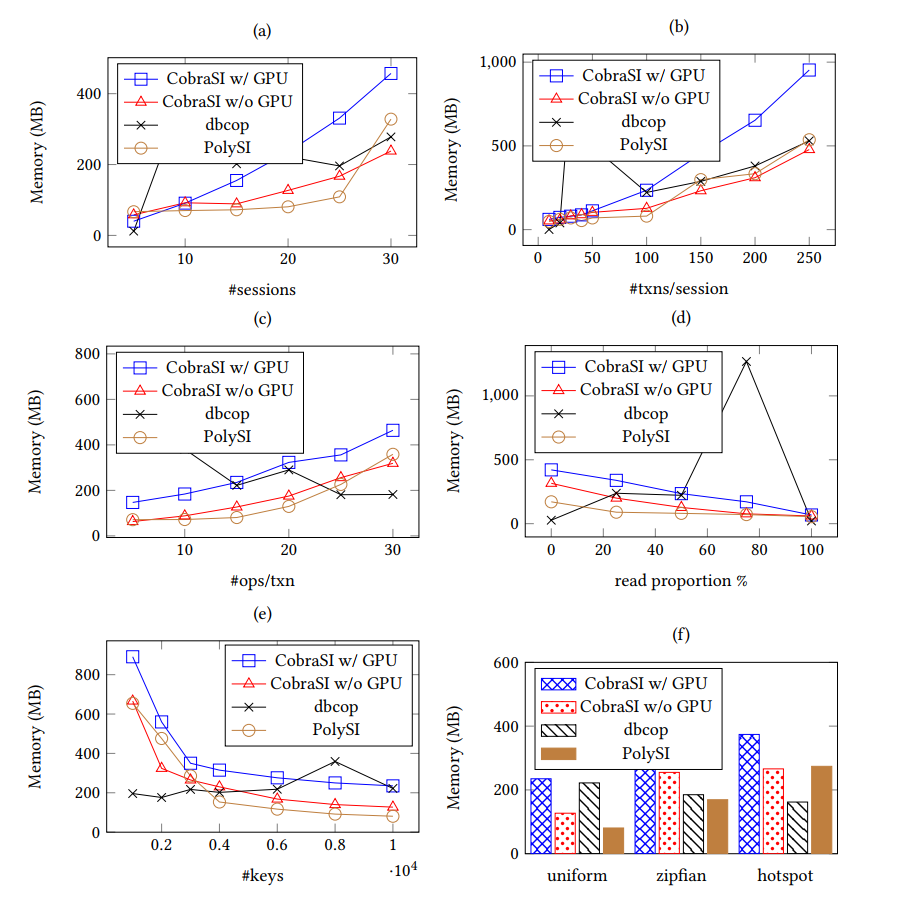 (a)
CobraSI w/ GPU
CobraSI w/o GPU
dbcop
PolySI
Memory (MB)
400
200
0
10
20
30
#sessions
(b)
CobraSI w/ GPU
CobraSI w/o GPU
dbcop
PolySI
Memory (MB)
1,000
500
0
0
50
100
150
200
250
#txns/session
(c)
CobraSI w/ GPU
CobraSI w/o GPU
dbcop
PolySI
Memory (MB)
800
600
400
200
0
10
20
30
#ops/txn
(d)
CobraSI w/ GPU
CobraSI w/o GPU
dbcop
PolySI
Memory (MB)
1,000
500
0
0
20
40
60
80
100
read proportion %
(e)
CobraSI w/ GPU
CobraSI w/o GPU
dbcop
PolySI
Memory (MB)
800
600
400
200
0
0.2
0.4
0.6
0.8
1
·10⁴
#keys
(f)
CobraSI w/ GPU
CobraSI w/o GPU
dbcop
PolySI
Memory (MB)
600
400
200
0
uniform
zipfian
hotspot